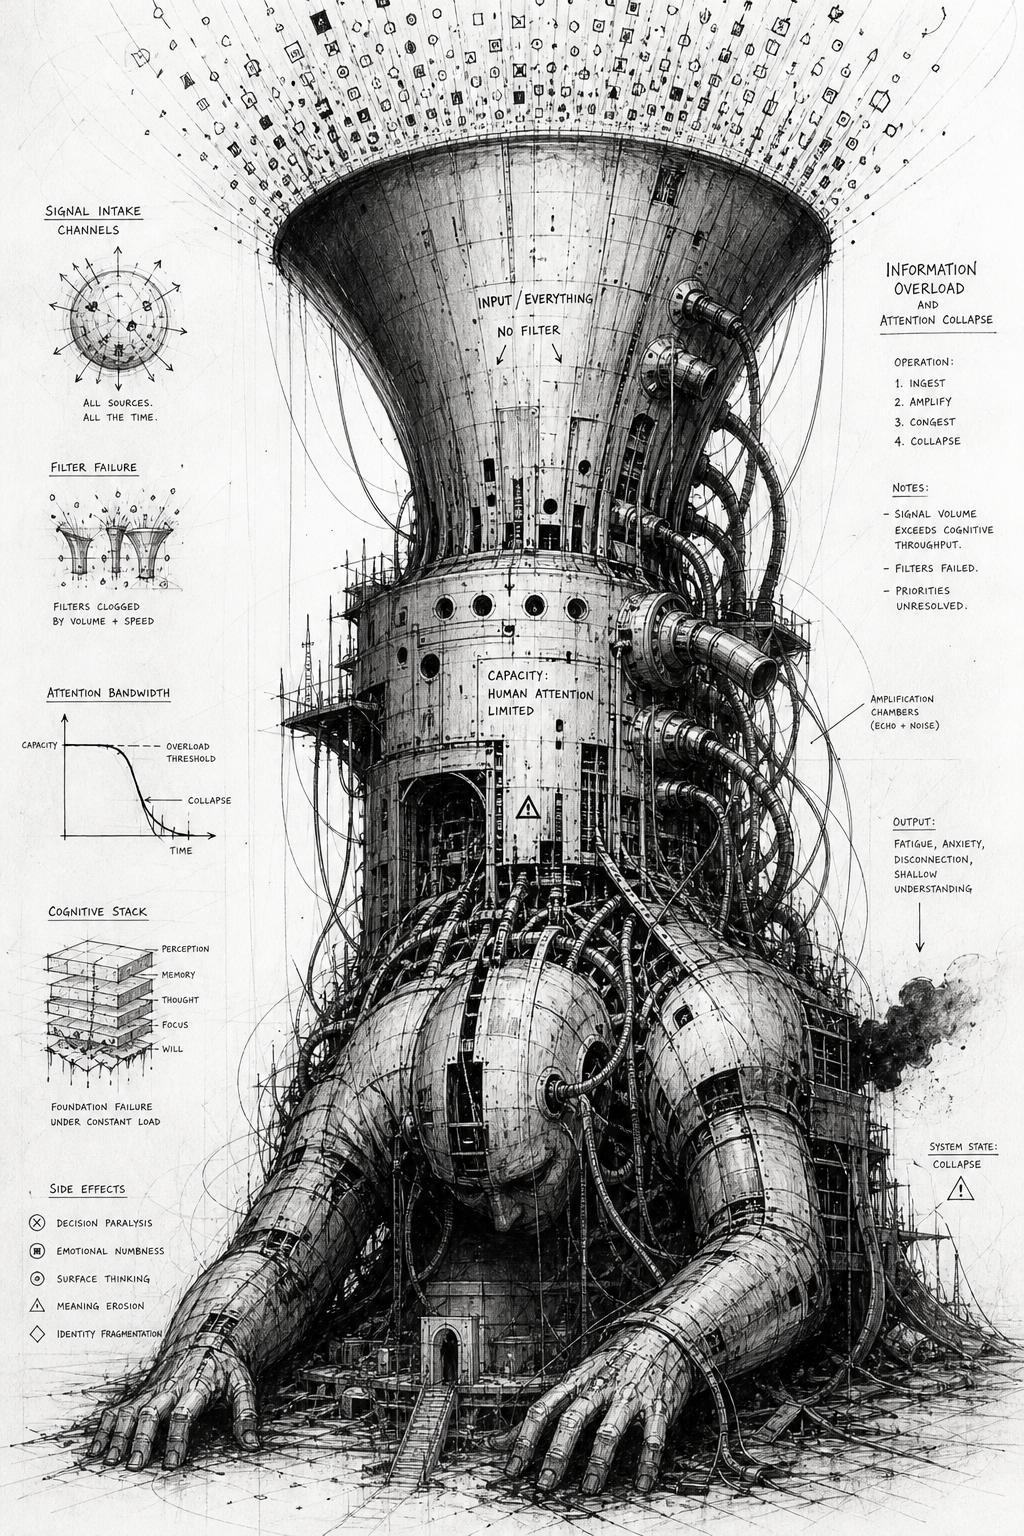 SIGNAL INTAKE
CHANNELS
ALL SOURCES.
ALL THE TIME.
FILTER FAILURE
FILTERS CLOGGED
BY VOLUME + SPEED
ATTENTION BANDWIDTH
CAPACITY
OVERLOAD
THRESHOLD
COLLAPSE
TIME
COGNITIVE STACK
PERCEPTION
MEMORY
THOUGHT
FOCUS
WILL
FOUNDATION FAILURE
UNDER CONSTANT LOAD
SIDE EFFECTS
DECISION PARALYSIS
EMOTIONAL NUMBNESS
SURFACE THINKING
MEANING EROSION
IDENTITY FRAGMENTATION
INPUT / EVERYTHING
NO FILTER
CAPACITY:
HUMAN ATTENTION
LIMITED
INFORMATION
OVERLOAD
AND
ATTENTION COLLAPSE
OPERATION:
1. INGEST
2. AMPLIFY
3. CONGEST
4. COLLAPSE
NOTES:
- SIGNAL VOLUME
EXCEEDS COGNITIVE
THROUGHPUT.
- FILTERS FAILED.
- PRIORITIES
UNRESOLVED.
AMPLIFICATION
CHAMBERS
(ECHO + NOISE)
OUTPUT:
FATIGUE, ANXIETY,
DISCONNECTION,
SHALLOW
UNDERSTANDING
SYSTEM STATE:
COLLAPSE